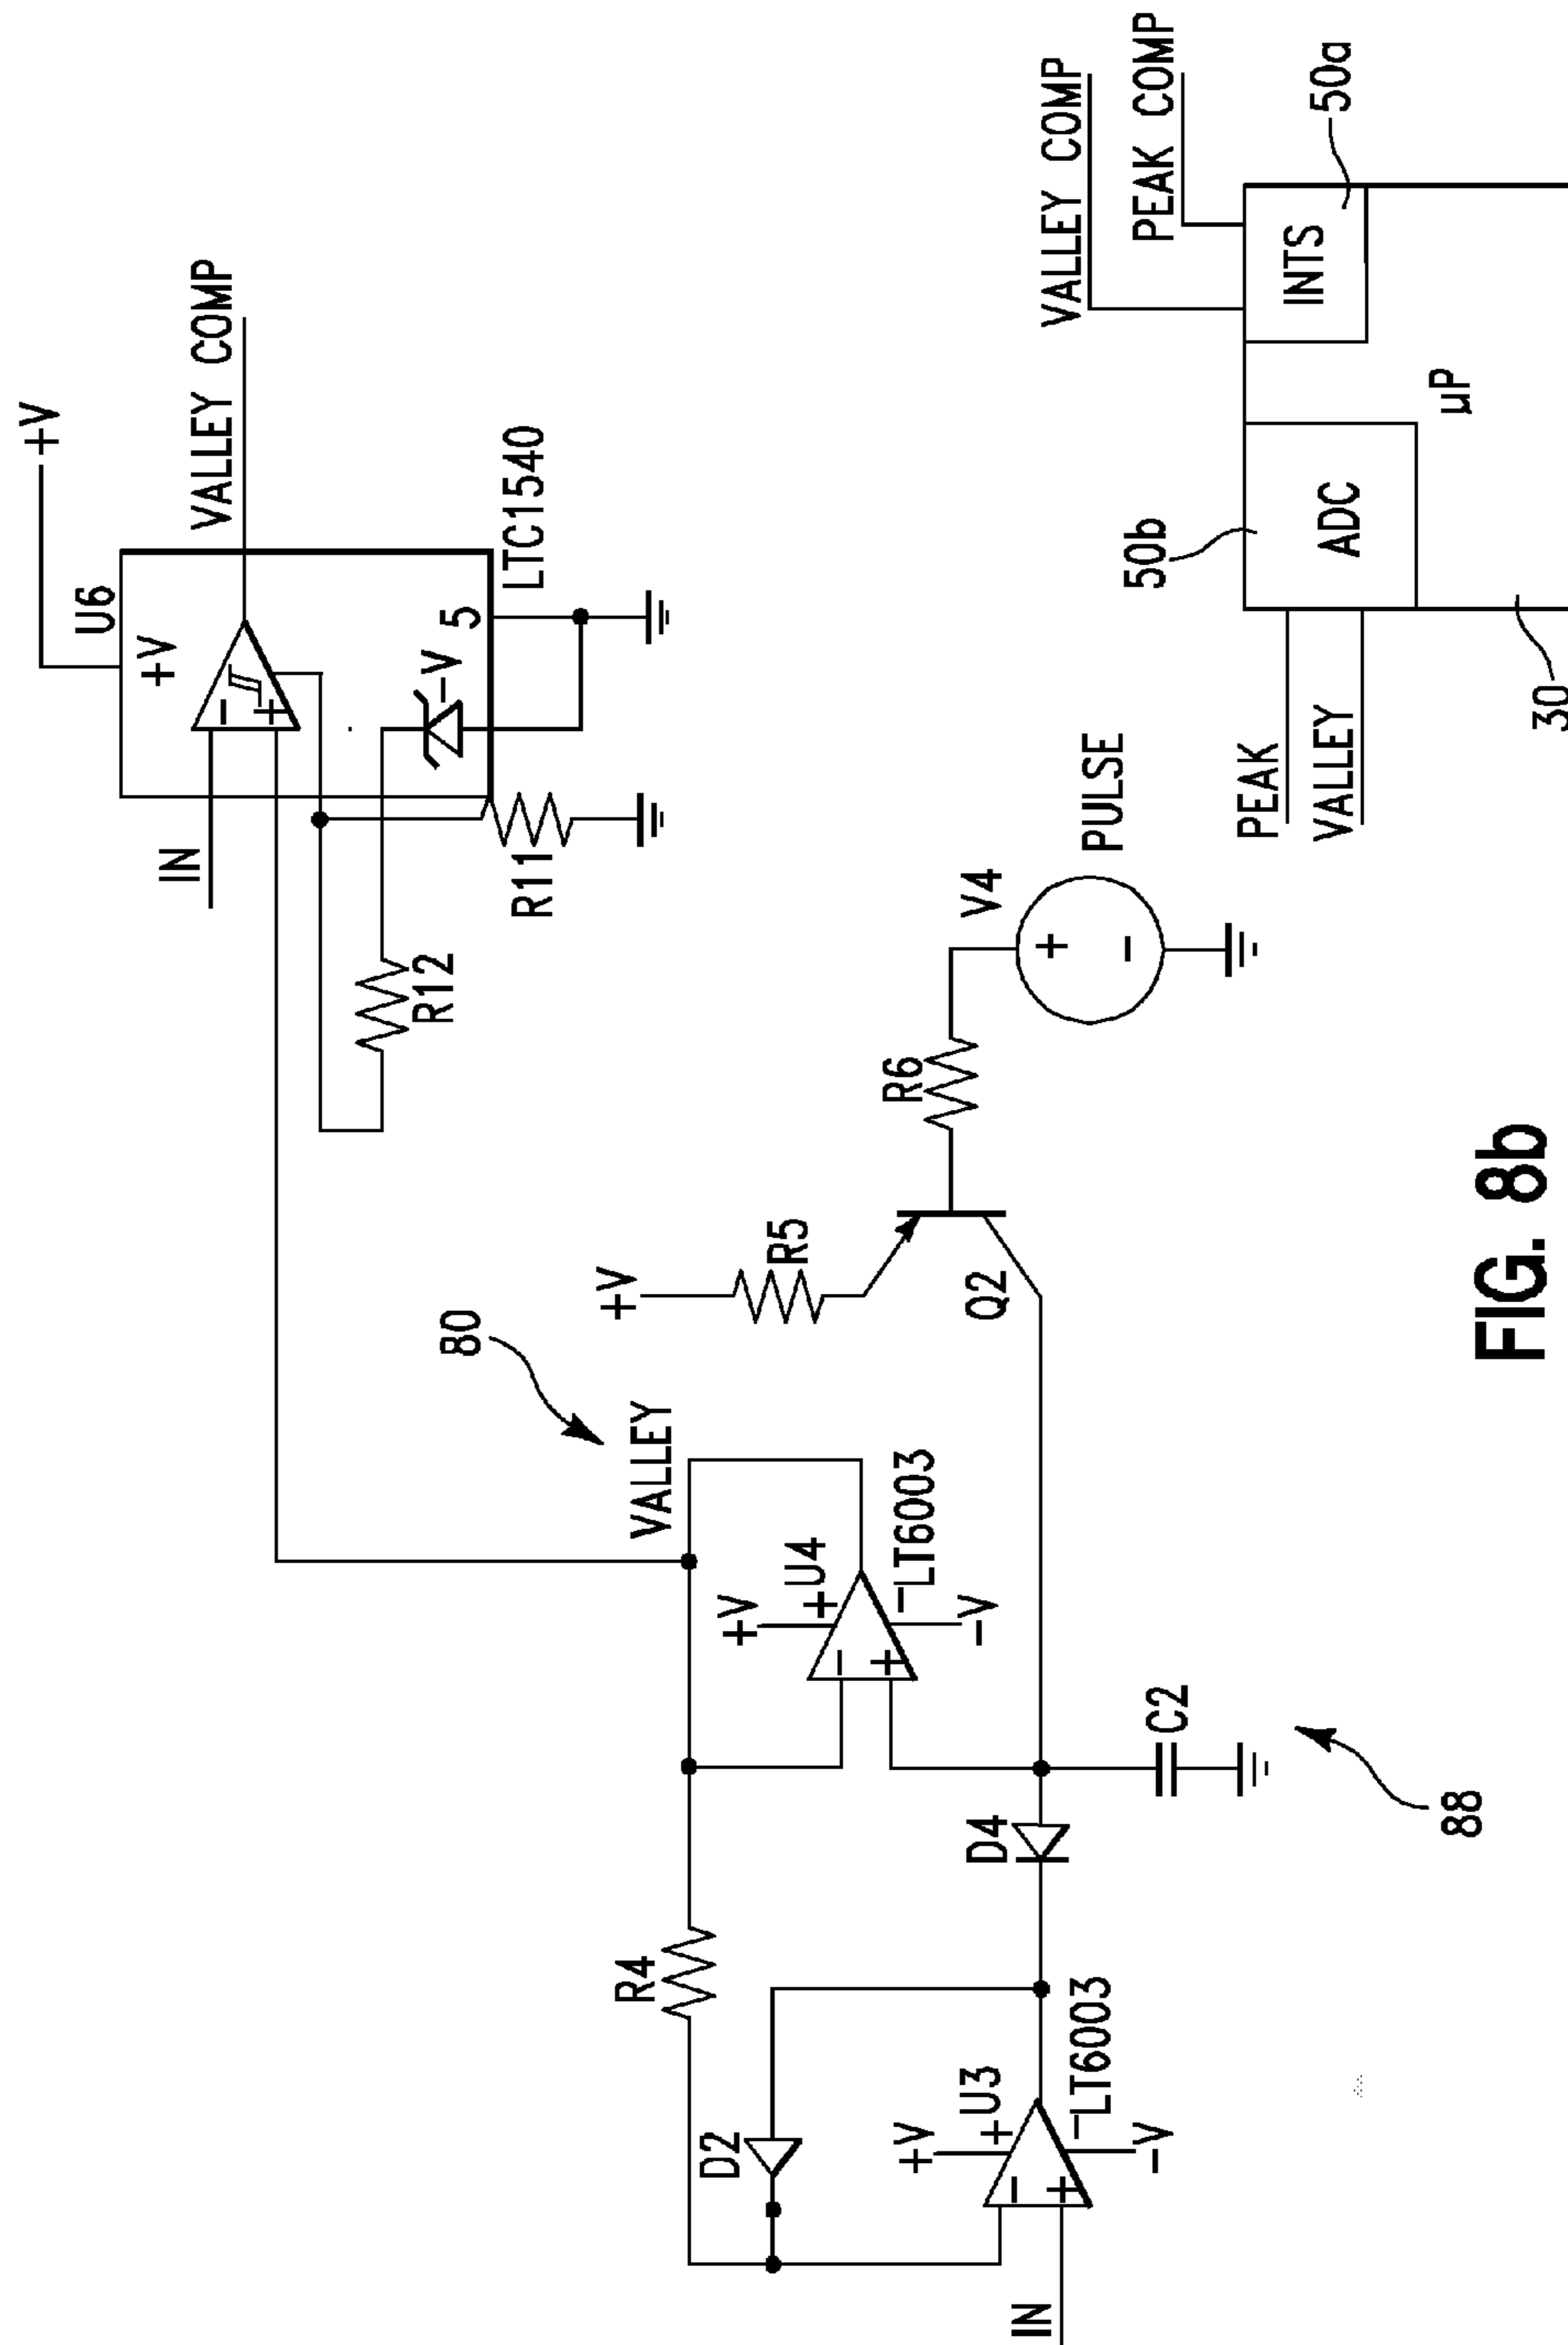 +V
U6
+V
IN
−
+
VALLEY COMP
−V
5
LTC1540
R12
R11
80
VALLEY
+V
R5
R4
+V
U4
+
−
+
−
LT6003
−V
R6
V4
PULSE
+
−
Q2
D2
+V
U3
+
−
+
−
LT6003
−V
IN
D4
C2
88
VALLEY COMP
PEAK COMP
50b
50a
PEAK
VALLEY
ADC
INTS
µP
30
FIG. 8b